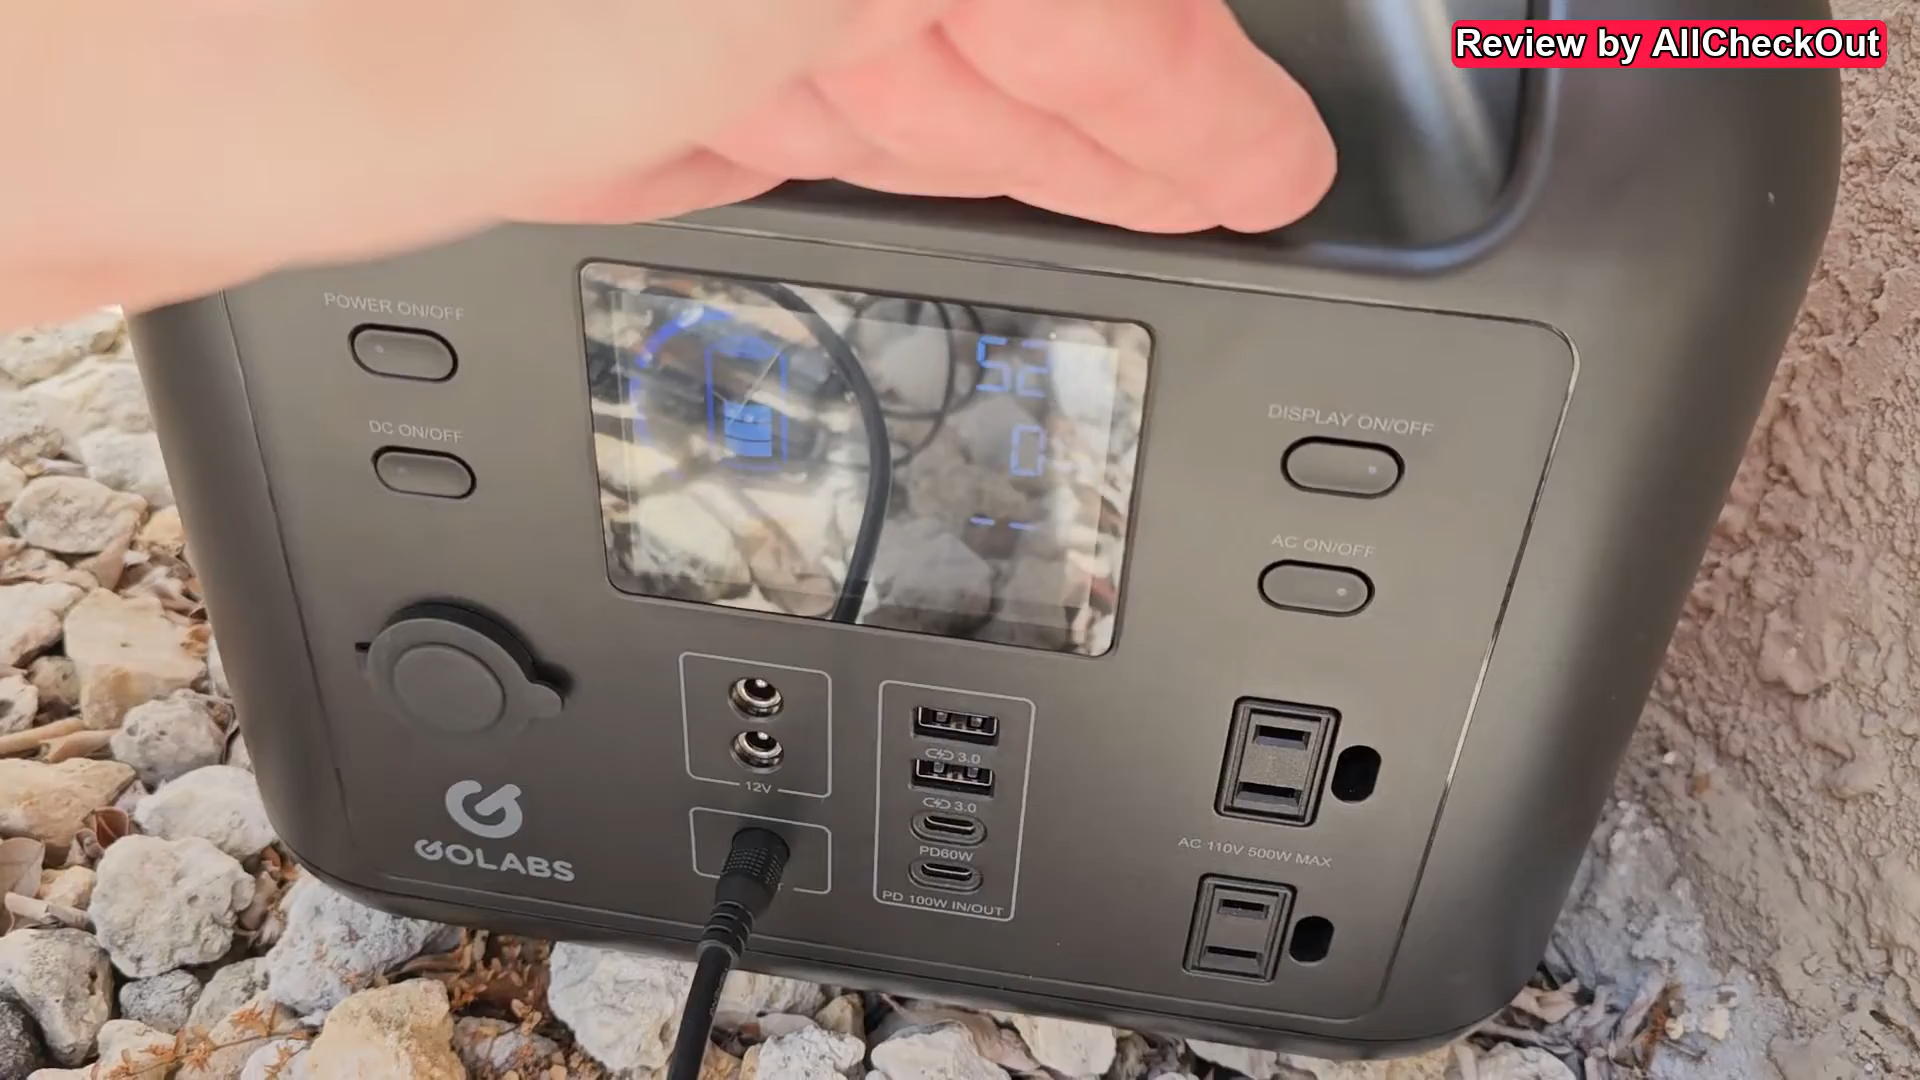 Review by AllCheckOut
POWER ON/OFF
52
DISPLAY ON/OFF
DC ON/OFF
0
--
AC ON/OFF
3.0
12V
3.0
PD60W
AC 110V 500W MAX
GOLABS
PD 100W IN/OUT